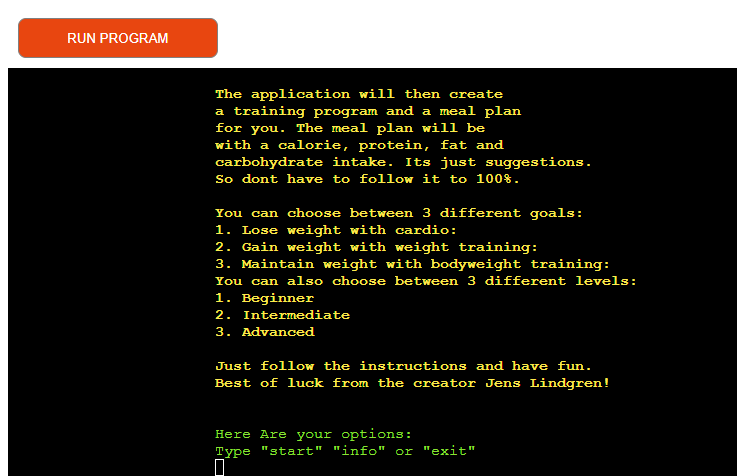 RUN PROGRAM
The application will then create
a training program and a meal plan
for you. The meal plan will be
with a calorie, protein, fat and
carbohydrate intake. Its just suggestions.
So dont have to follow it to 100%.
You can choose between 3 different goals:
1. Lose weight with cardio:
2. Gain weight with weight training:
3. Maintain weight with bodyweight training:
You can also choose between 3 different levels:
1. Beginner
2. Intermediate
3. Advanced
Just follow the instructions and have fun.
Best of luck from the creator Jens Lindgren!
Here Are your options:
Type "start" "info" or "exit"